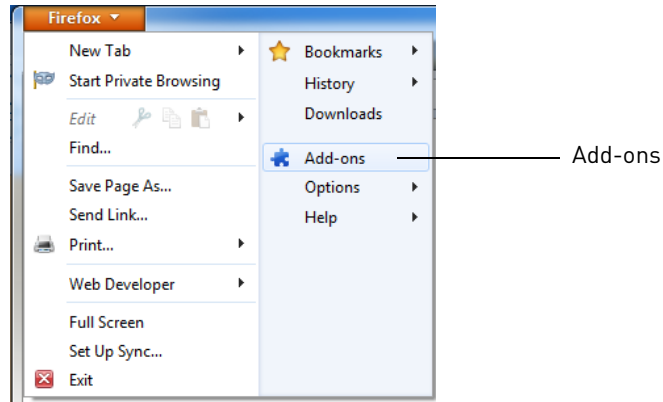 Firefox
New Tab
Start Private Browsing
Edit
Find...
Save Page As...
Send Link...
Print...
Web Developer
Full Screen
Set Up Sync...
Exit
Bookmarks
History
Downloads
Add-ons
Options
Help
Add-ons